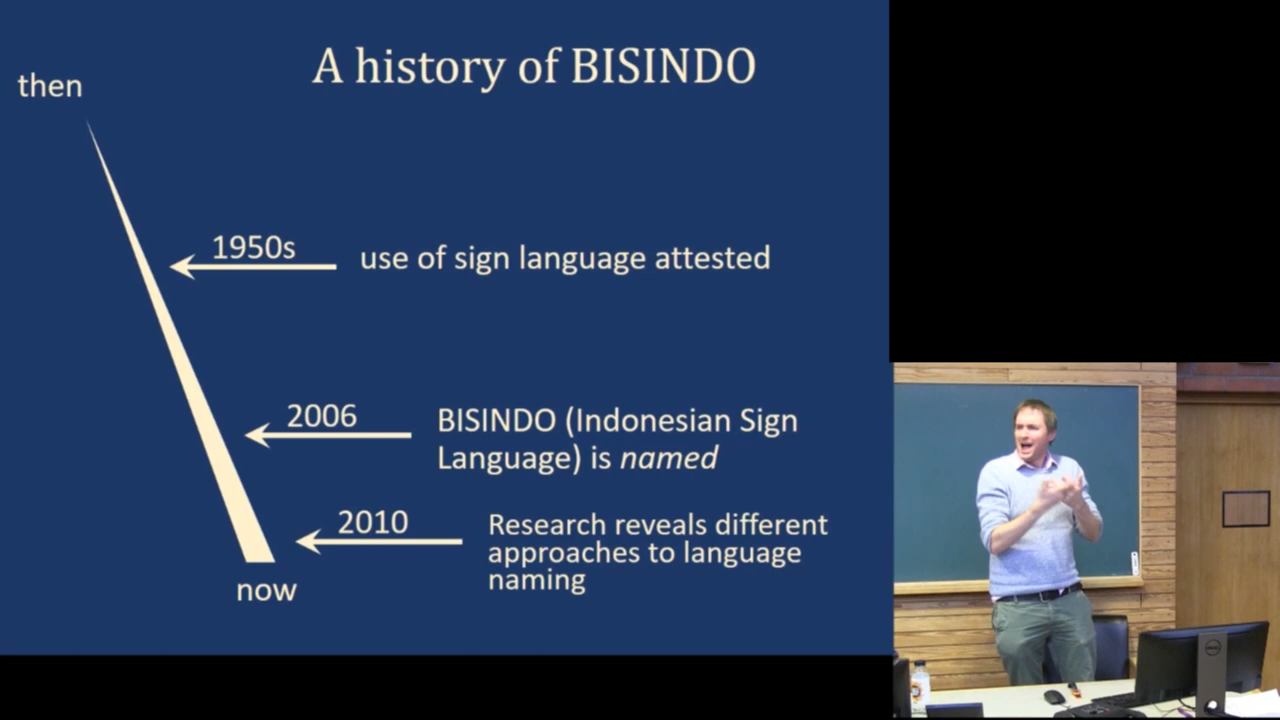 A history of BISINDO
then
1950s
use of sign language attested
2006
BISINDO (Indonesian Sign
Language) is named
2010
Research reveals different
approaches to language
naming
now
DELL